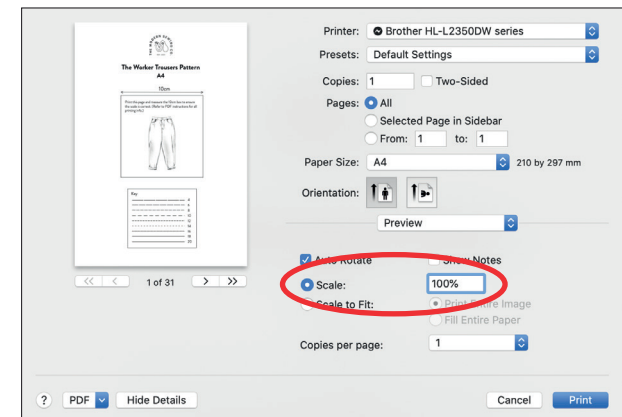 The Worker Trousers Pattern
A4
10cm
Key
Printer: Brother HL-L2350DW series
Presets: Default Settings
Copies: 1 Two-Sided
Pages: All
Selected Page in Sidebar
From: 1 to: 1
Paper Size: A4 210 by 297 mm
Orientation:
Preview
Auto Rotate Show Notes
Scale: 100%
Scale to Fit: Print Entire Image
Fill Entire Paper
Copies per page: 1
<< < 1 of 31 > >>
? PDF Hide Details Cancel Print